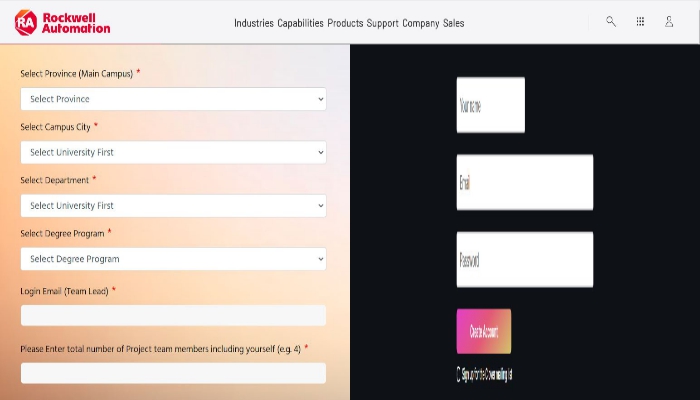 RA
Rockwell
Automation
Industries Capabilities Products Support Company Sales
Select Province (Main Campus) *
Select Province
Select Campus City *
Select University First
Select Department *
Select University First
Select Degree Program *
Select Degree Program
Login Email (Team Lead) *
Please Enter total number of Project team members including yourself (e.g. 4) *
Your name
Email
Password
Create Account
Sign up for the Clover mailing list